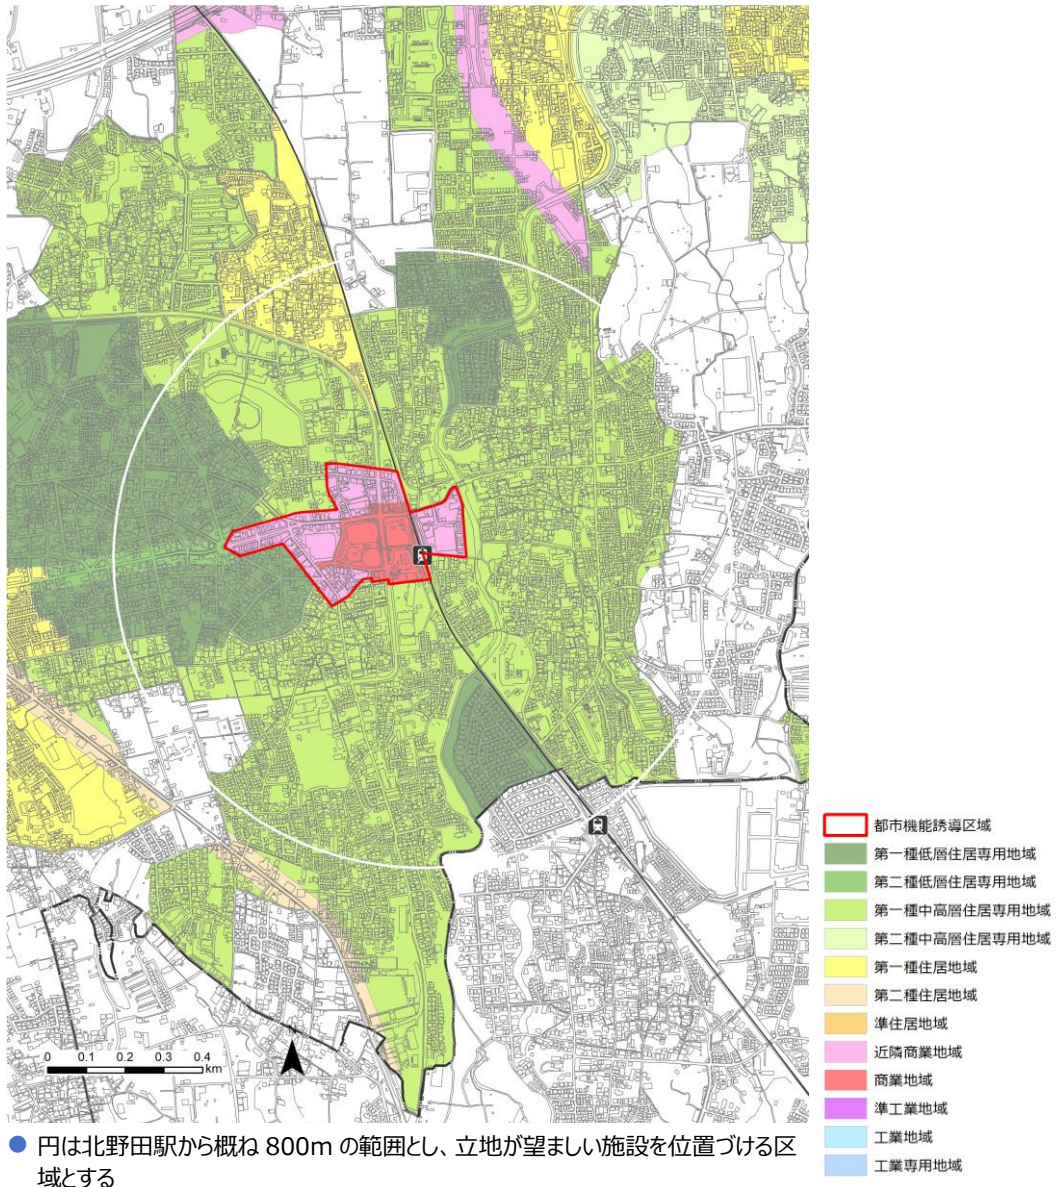 都市機能誘導区域
第一種低層住居専用地域
第二種低層住居専用地域
第一種中高層住居専用地域
第二種中高層住居専用地域
第一種住居地域
第二種住居地域
準住居地域
近隣商業地域
商業地域
準工業地域
工業地域
工業専用地域
N
0 0.1 0.2 0.3 0.4
km
● 円は北野田駅から概ね 800m の範囲とし、立地が望ましい施設を位置づける区
域とする